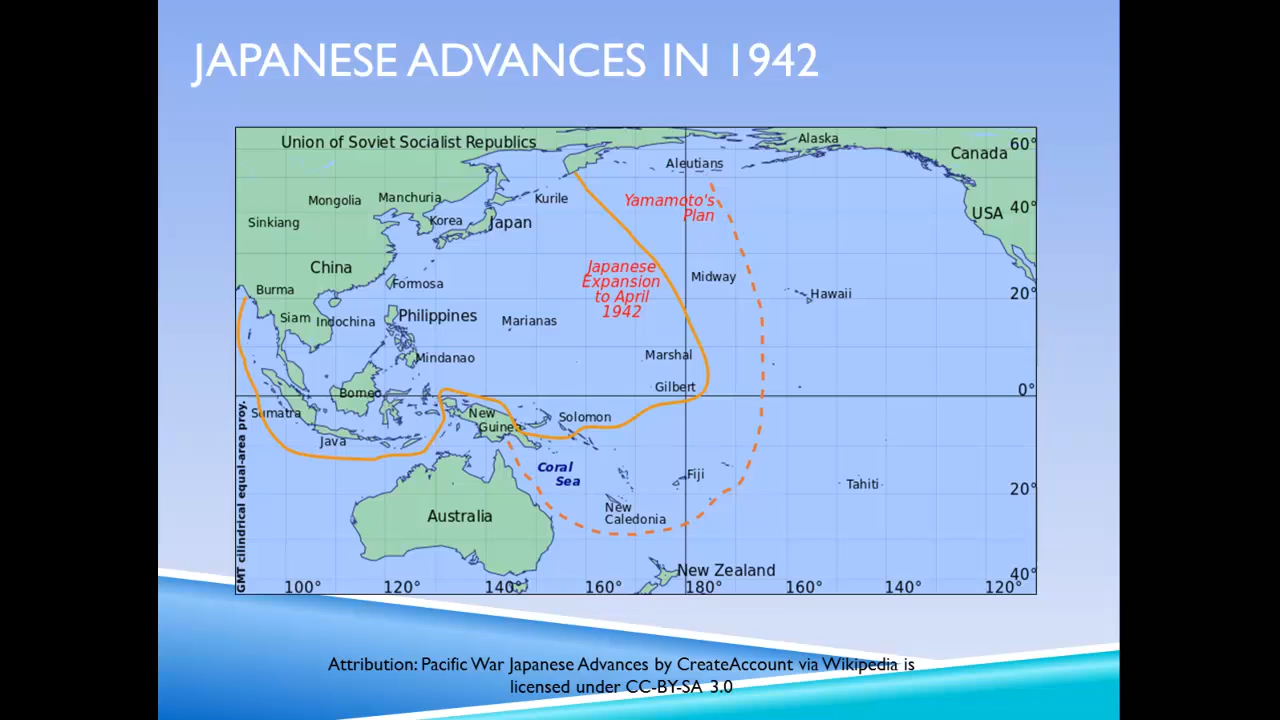 JAPANESE ADVANCES IN 1942
Union of Soviet Socialist Republics
Alaska
60°
Canada
Aleutians
Mongolia
Manchuria
Kurile
Yamamoto's
Plan
40°
USA
Sinkiang
Korea
Japan
China
Japanese
Expansion
to April
1942
Midway
Formosa
Burma
Hawaii
20°
Siam
Indochina
Philippines
Marianas
i
Mindanao
Marshal
Gilbert
0°
Borneo
Sumatra
New
Guinea
Solomon
Java
Coral
Sea
Fiji
Tahiti
20°
New
Caledonia
Australia
New Zealand
40°
GMT cilindrical equal-area proy.
100°
120°
140°
160°
180°
160°
140°
120°
Attribution: Pacific War Japanese Advances by CreateAccount via Wikipedia is
licensed under CC-BY-SA 3.0